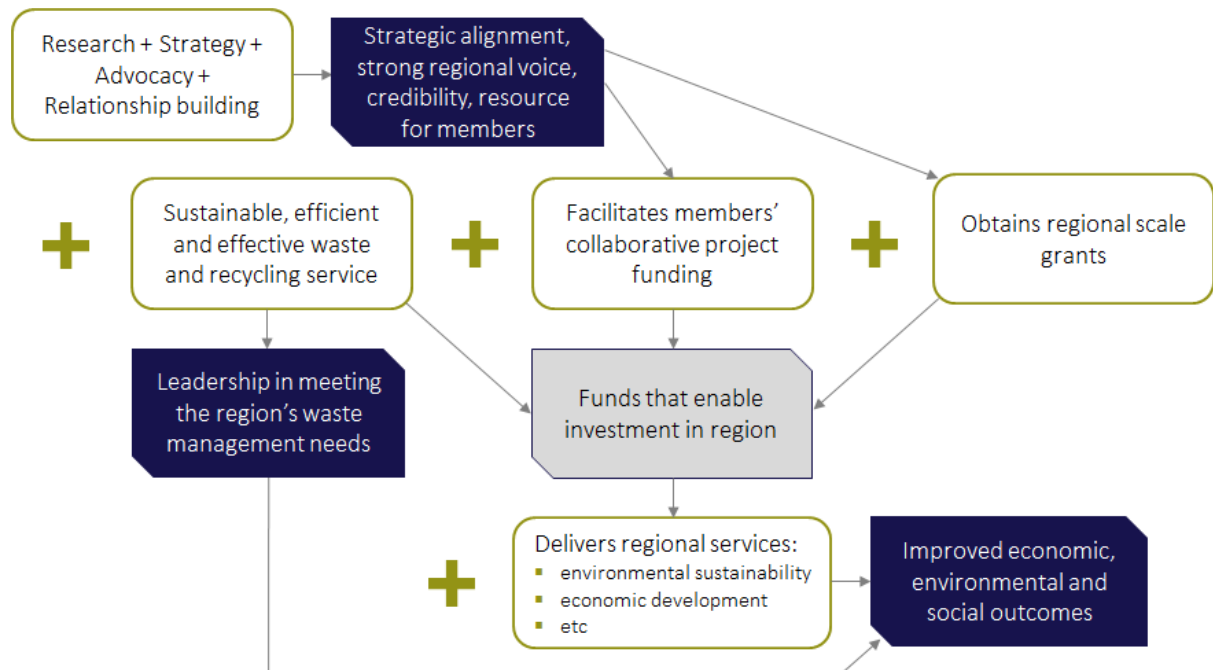 Research + Strategy +
Advocacy +
Relationship building
Strategic alignment,
strong regional voice,
credibility, resource
for members
Sustainable, efficient
and effective waste
and recycling service
Facilitates members’
collaborative project
funding
Obtains regional scale
grants
Leadership in meeting
the region’s waste
management needs
Funds that enable
investment in region
Delivers regional services:
▪ environmental sustainability
▪ economic development
▪ etc
Improved economic,
environmental and
social outcomes